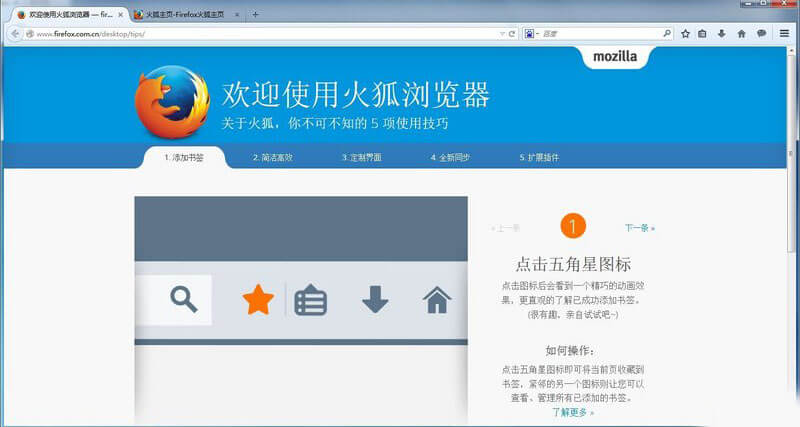 欢迎使用火狐浏览器 — fir...
火狐主页-Firefox火狐主页
www.firefox.com.cn/desktop/tips/
百度
mozilla
欢迎使用火狐浏览器
关于火狐，你不可不知的 5 项使用技巧
1. 添加书签
2. 简洁高效
3. 定制界面
4. 全新同步
5. 扩展插件
« 上一条
1
下一条 »
点击五角星图标
点击图标后会看到一个精巧的动画效
果，更直观的了解已成功添加书签。
(很有趣，亲自试试吧~)
如何操作：
点击五角星图标即可将当前页收藏到
书签，紧邻的另一个图标则让您可以
查看、管理所有已添加的书签。
了解更多 »